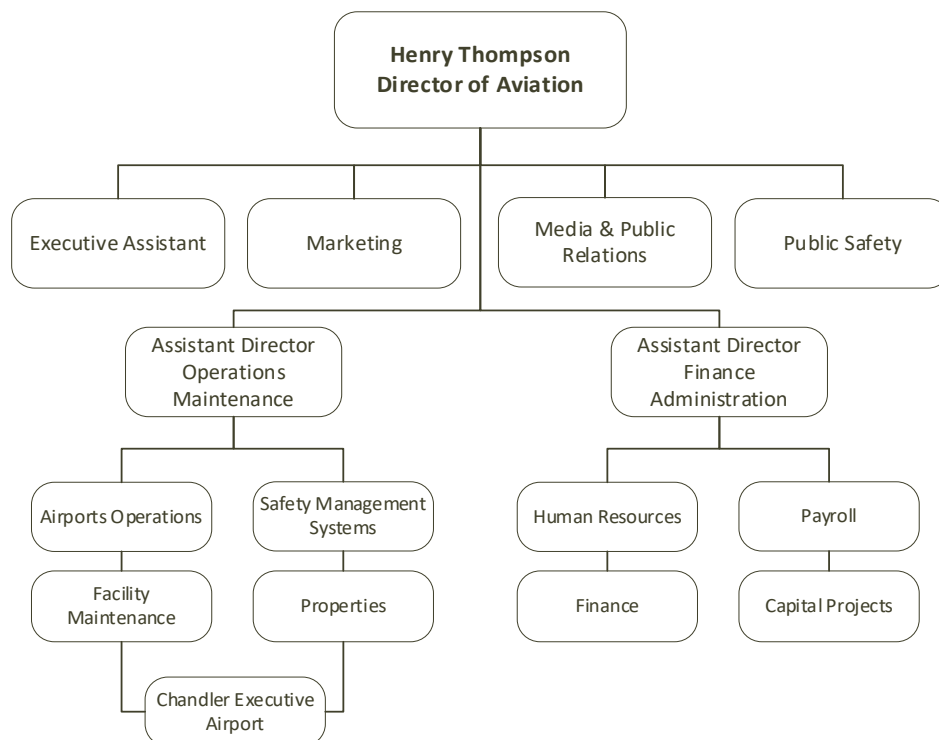 Henry Thompson
Director of Aviation
Executive Assistant
Marketing
Media & Public
Relations
Public Safety
Assistant Director
Operations
Maintenance
Assistant Director
Finance
Administration
Airports Operations
Safety Management
Systems
Human Resources
Payroll
Facility
Maintenance
Properties
Finance
Capital Projects
Chandler Executive
Airport